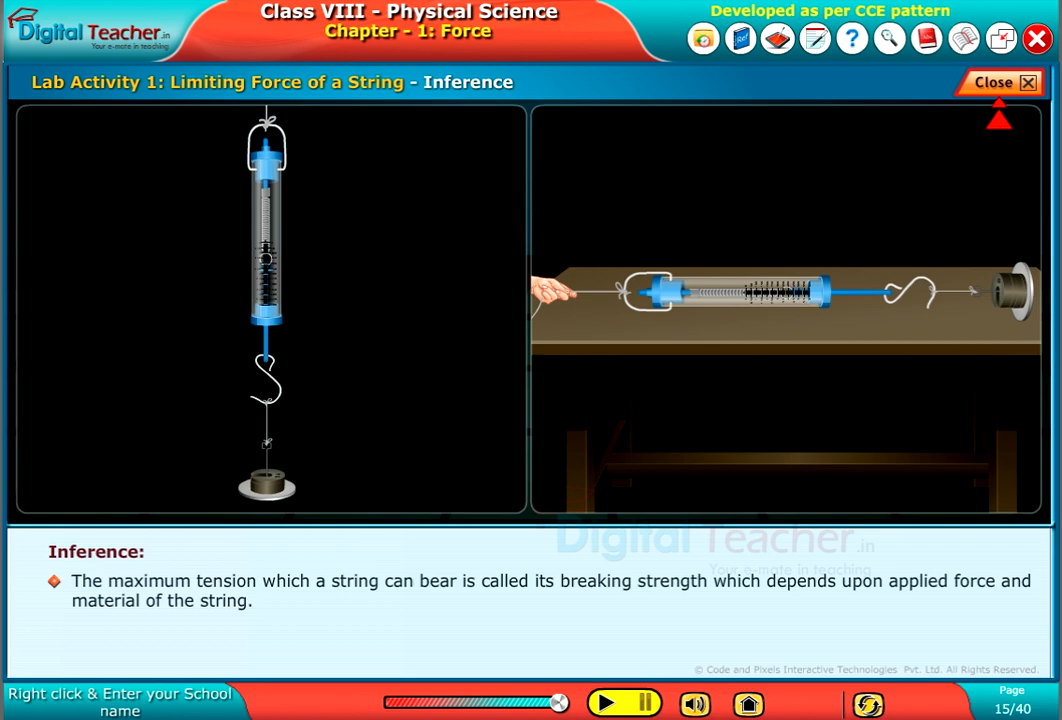 Digital Teacher.in
Your e-mate in teaching
Class VIII - Physical Science
Chapter - 1: Force
Developed as per CCE pattern
Lab Activity 1: Limiting Force of a String - Inference
Close
Digital Teacher.in
Your e-mate in teaching
Inference:
The maximum tension which a string can bear is called its breaking strength which depends upon applied force and
material of the string.
© Code and Pixels Interactive Technologies Pvt. Ltd. All Rights Reserved.
Right click & Enter your School
name
Page
15/40